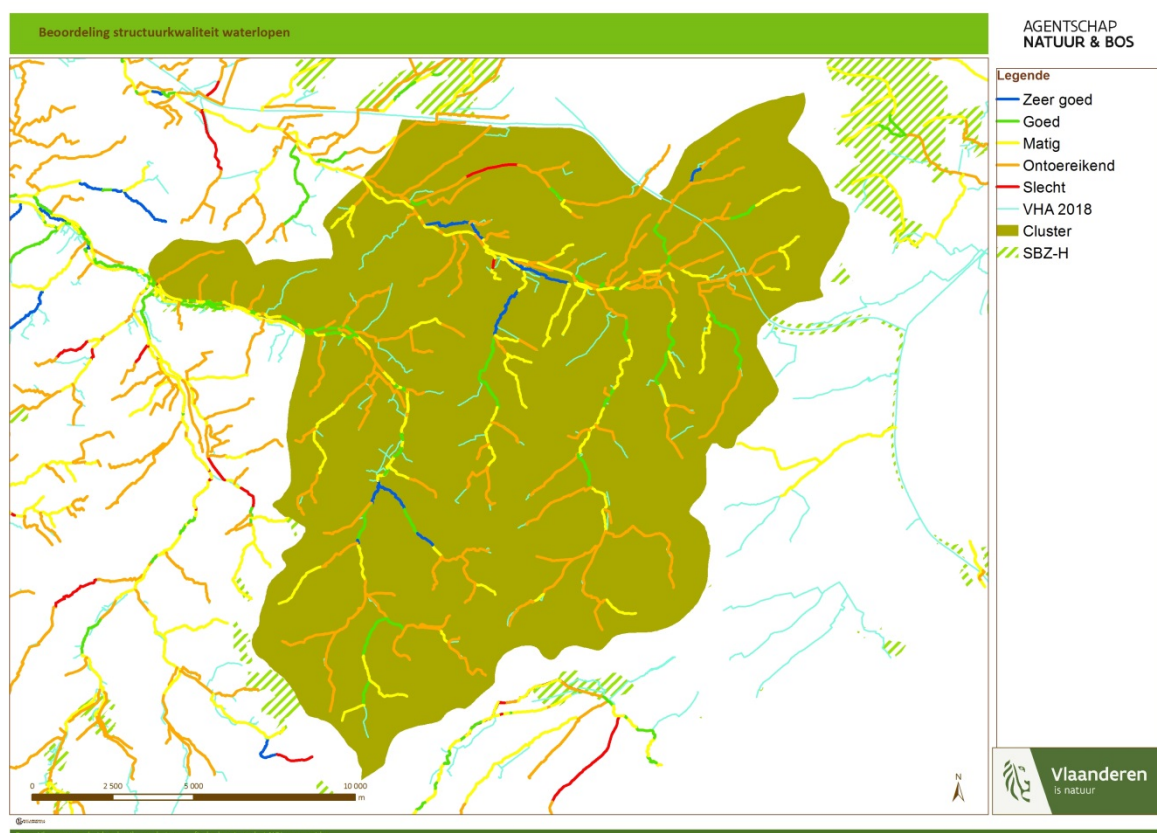 Beoordeling structuurkwaliteit waterlopen
AGENTSCHAP
NATUUR & BOS
Legende
Zeer goed
Goed
Matig
Ontoereikend
Slecht
VHA 2018
Cluster
SBZ-H
0 2 500 5 000 10 000
m
N
Vlaanderen
is natuur